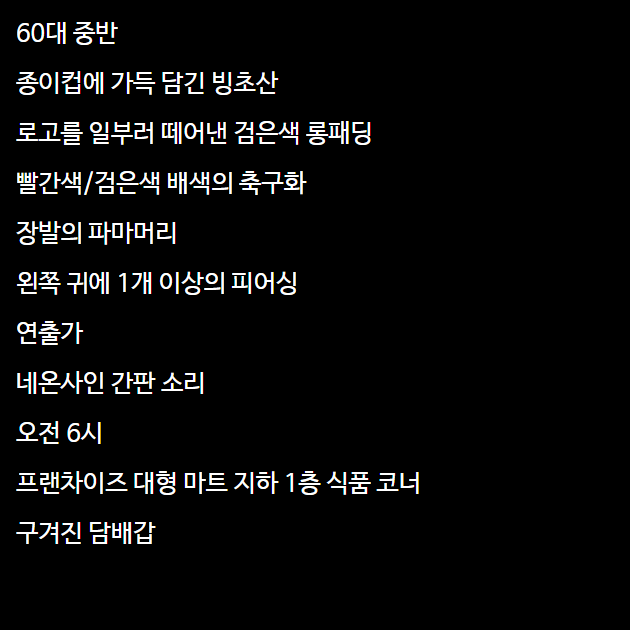 60대 중반
종이컵에 가득 담긴 빙초산
로고를 일부러 떼어낸 검은색 롱패딩
빨간색/검은색 배색의 축구화
장발의 파마머리
왼쪽 귀에 1개 이상의 피어싱
연출가
네온사인 간판 소리
오전 6시
프랜차이즈 대형 마트 지하 1층 식품 코너
구겨진 담배갑